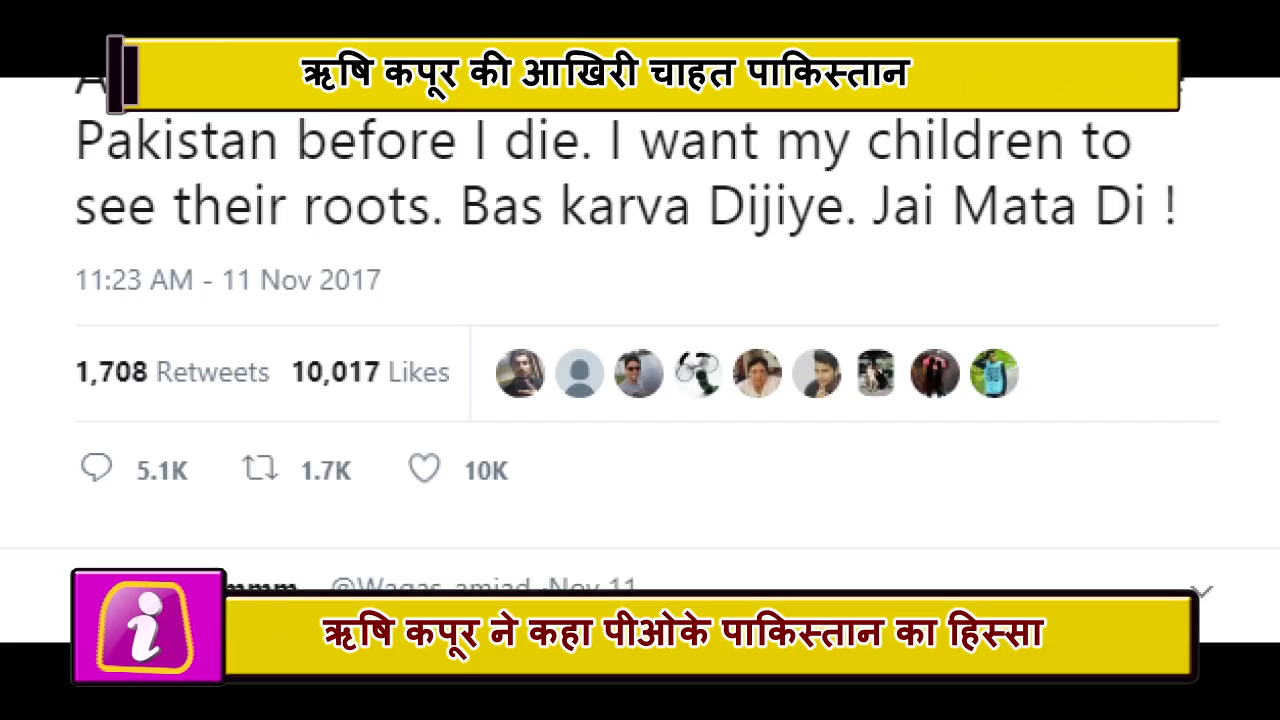 ऋषि कपूर की आखिरी चाहत पाकिस्तान
Pakistan before I die. I want my children to
see their roots. Bas karva Dijiye. Jai Mata Di !
11:23 AM - 11 Nov 2017
1,708 Retweets 10,017 Likes
5.1K 1.7K 10K
@Waqas_amjad · Nov 11
ऋषि कपूर ने कहा पीओके पाकिस्तान का हिस्सा